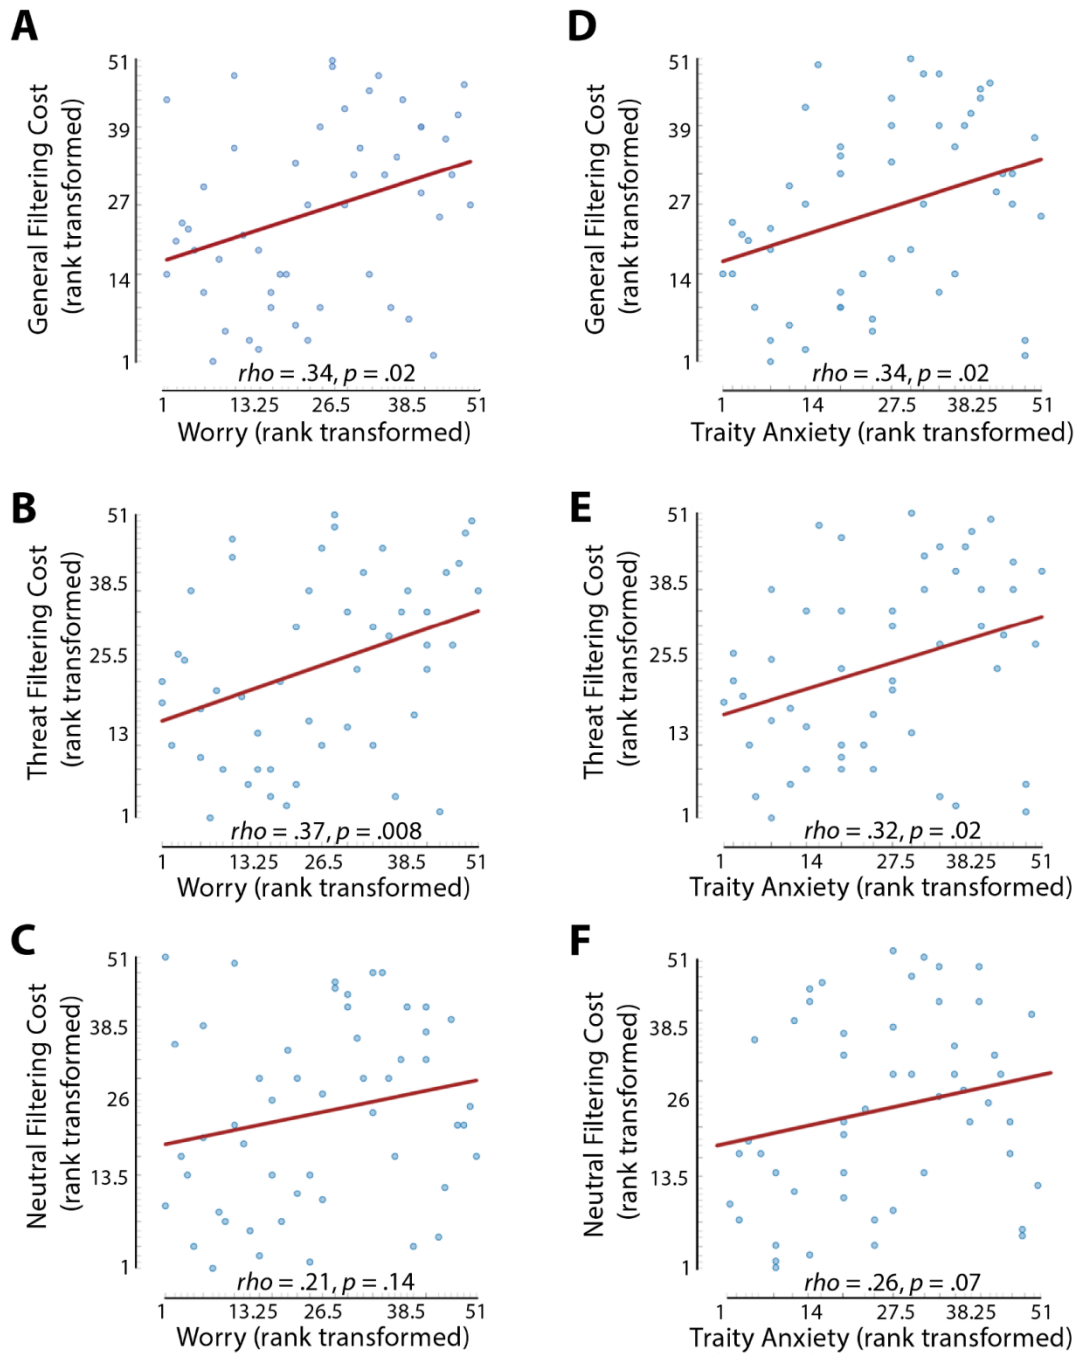 A
General Filtering Cost
(rank transformed)
51
39
27
14
1
rho = .34, p = .02
1 13.25 26.5 38.5 51
Worry (rank transformed)
D
General Filtering Cost
(rank transformed)
51
39
27
14
1
rho = .34, p = .02
1 14 27.5 38.25 51
Traity Anxiety (rank transformed)
B
Threat Filtering Cost
(rank transformed)
51
38.5
25.5
13
1
rho = .37, p = .008
1 13.25 26.5 38.5 51
Worry (rank transformed)
E
Threat Filtering Cost
(rank transformed)
51
38.5
25.5
13
1
rho = .32, p = .02
1 14 27.5 38.25 51
Traity Anxiety (rank transformed)
C
Neutral Filtering Cost
(rank transformed)
51
38.5
26
13.5
1
rho = .21, p = .14
1 13.25 26.5 38.5 51
Worry (rank transformed)
F
Neutral Filtering Cost
(rank transformed)
51
38.5
26
13.5
1
rho = .26, p = .07
1 14 27.5 38.25 51
Traity Anxiety (rank transformed)